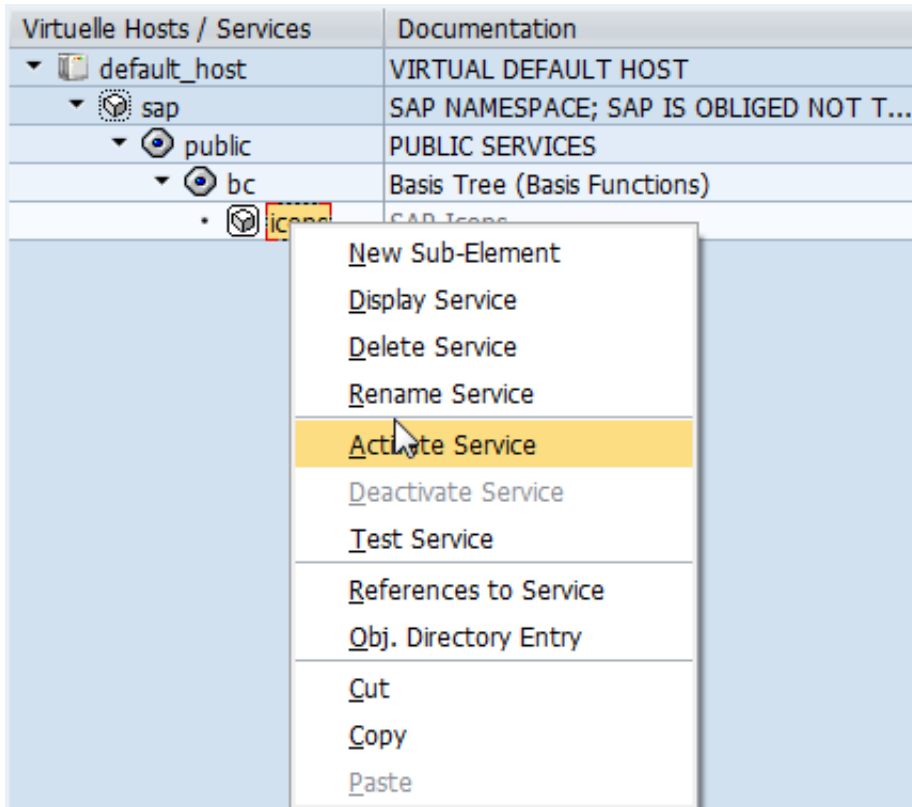 Virtuelle Hosts / Services Documentation
default_host VIRTUAL DEFAULT HOST
sap SAP NAMESPACE; SAP IS OBLIGED NOT T...
public PUBLIC SERVICES
bc Basis Tree (Basis Functions)
icons SAP Icons
New Sub-Element
Display Service
Delete Service
Rename Service
Activate Service
Deactivate Service
Test Service
References to Service
Obj. Directory Entry
Cut
Copy
Paste